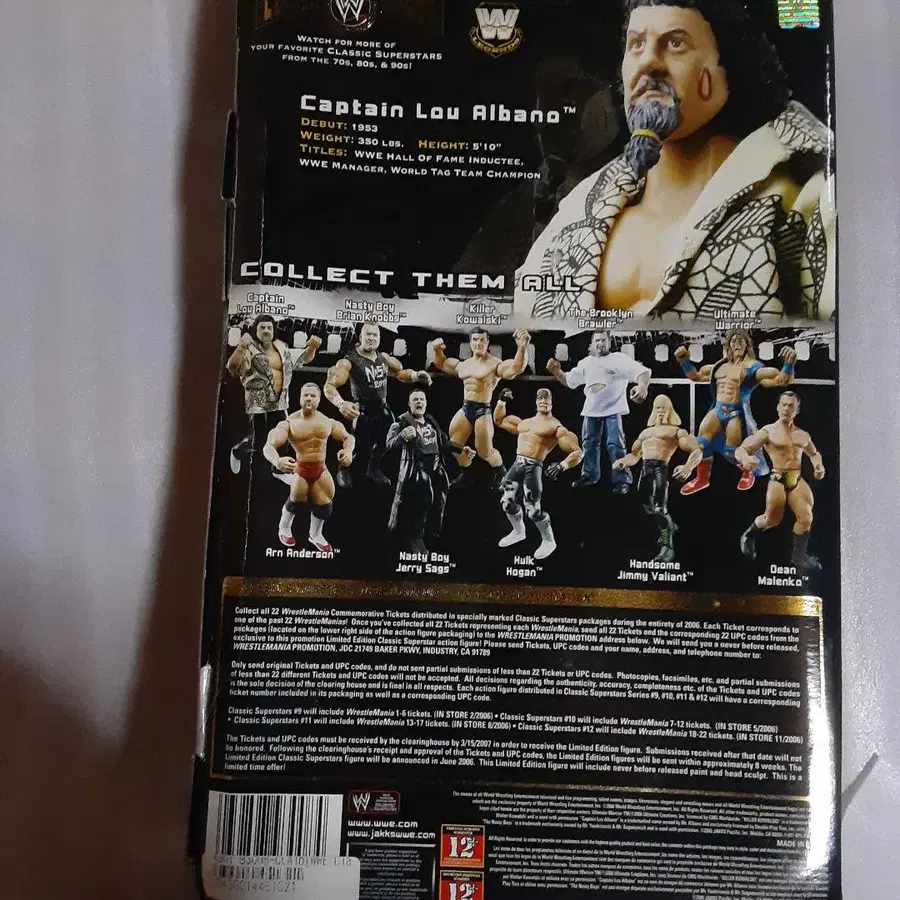 WATCH FOR MORE OF
YOUR FAVORITE CLASSIC SUPERSTARS
FROM THE 70s, 80s, & 90s!
W
LEGENDS
Captain Lou Albano™
DEBUT: 1953
WEIGHT: 350 LBS. HEIGHT: 5'10"
TITLES: WWE HALL OF FAME INDUCTEE,
WWE MANAGER, WORLD TAG TEAM CHAMPION
COLLECT THEM ALL
Captain
Lou Albano™
Nasty Boy
Brian Knobbs™
Killer
Kowalski™
The Brooklyn
Brawler™
Ultimate
Warrior™
Arn Anderson™
Nasty Boy
Jerry Sags™
Hulk
Hogan™
Handsome
Jimmy Valiant™
Dean
Malenko™
Collect all 22 WrestleMania Commemorative Tickets distributed in specially marked Classic Superstars packages during the entirety of 2006. Each Ticket corresponds to
one of the past 22 WrestleManias! Once you've collected all 22 Tickets representing each WrestleMania, send all 22 Tickets and the corresponding 22 UPC codes from the
packages (located on the lower right side of the action figure packaging) to the WRESTLEMANIA PROMOTION address below. We will send you a never before released,
exclusive to this promotion Limited Edition Classic Superstar action figure! Please send Tickets, UPC codes and your name, address, and telephone number to:
WRESTLEMANIA PROMOTION, JDC 21749 BAKER PKWY, INDUSTRY, CA 91789
Only send original Tickets and UPC codes, and do not sent partial submissions of less than 22 Tickets or UPC codes. Photocopies, facsimiles, etc. and partial submissions
of less than 22 different Tickets and UPC codes will not be accepted. All decisions regarding the authenticity, accuracy, completeness etc. of the Tickets and UPC codes
is the sole decision of the clearing house and is final in all respects. Each action figure distributed in Classic Superstars Series #9, #10, #11 & #12 will have a corresponding
ticket number included in its packaging as well as a corresponding UPC code.
Classic Superstars #9 will include WrestleMania 1-6 tickets. (IN STORE 2/2006) • Classic Superstars #10 will include WrestleMania 7-12 tickets. (IN STORE 5/2006)
• Classic Superstars #11 will include WrestleMania 13-17 tickets. (IN STORE 8/2006) • Classic Superstars #12 will include WrestleMania 18-22 tickets. (IN STORE 11/2006)
The Tickets and UPC codes must be received by the clearinghouse by 3/15/2007 in order to receive the Limited Edition figure. Submissions received after that date will not
be honored. Following the clearinghouse's receipt and approval of the Tickets and UPC codes, the Limited Edition figures will be sent within approximately 8 weeks. The
Limited Edition Classic Superstars figure will be announced in June 2006. This Limited Edition figure will include never before released paint and head sculpt. This is a
limited time offer!
www.wwe.com
www.jakkswwe.com
12
12
MADE IN